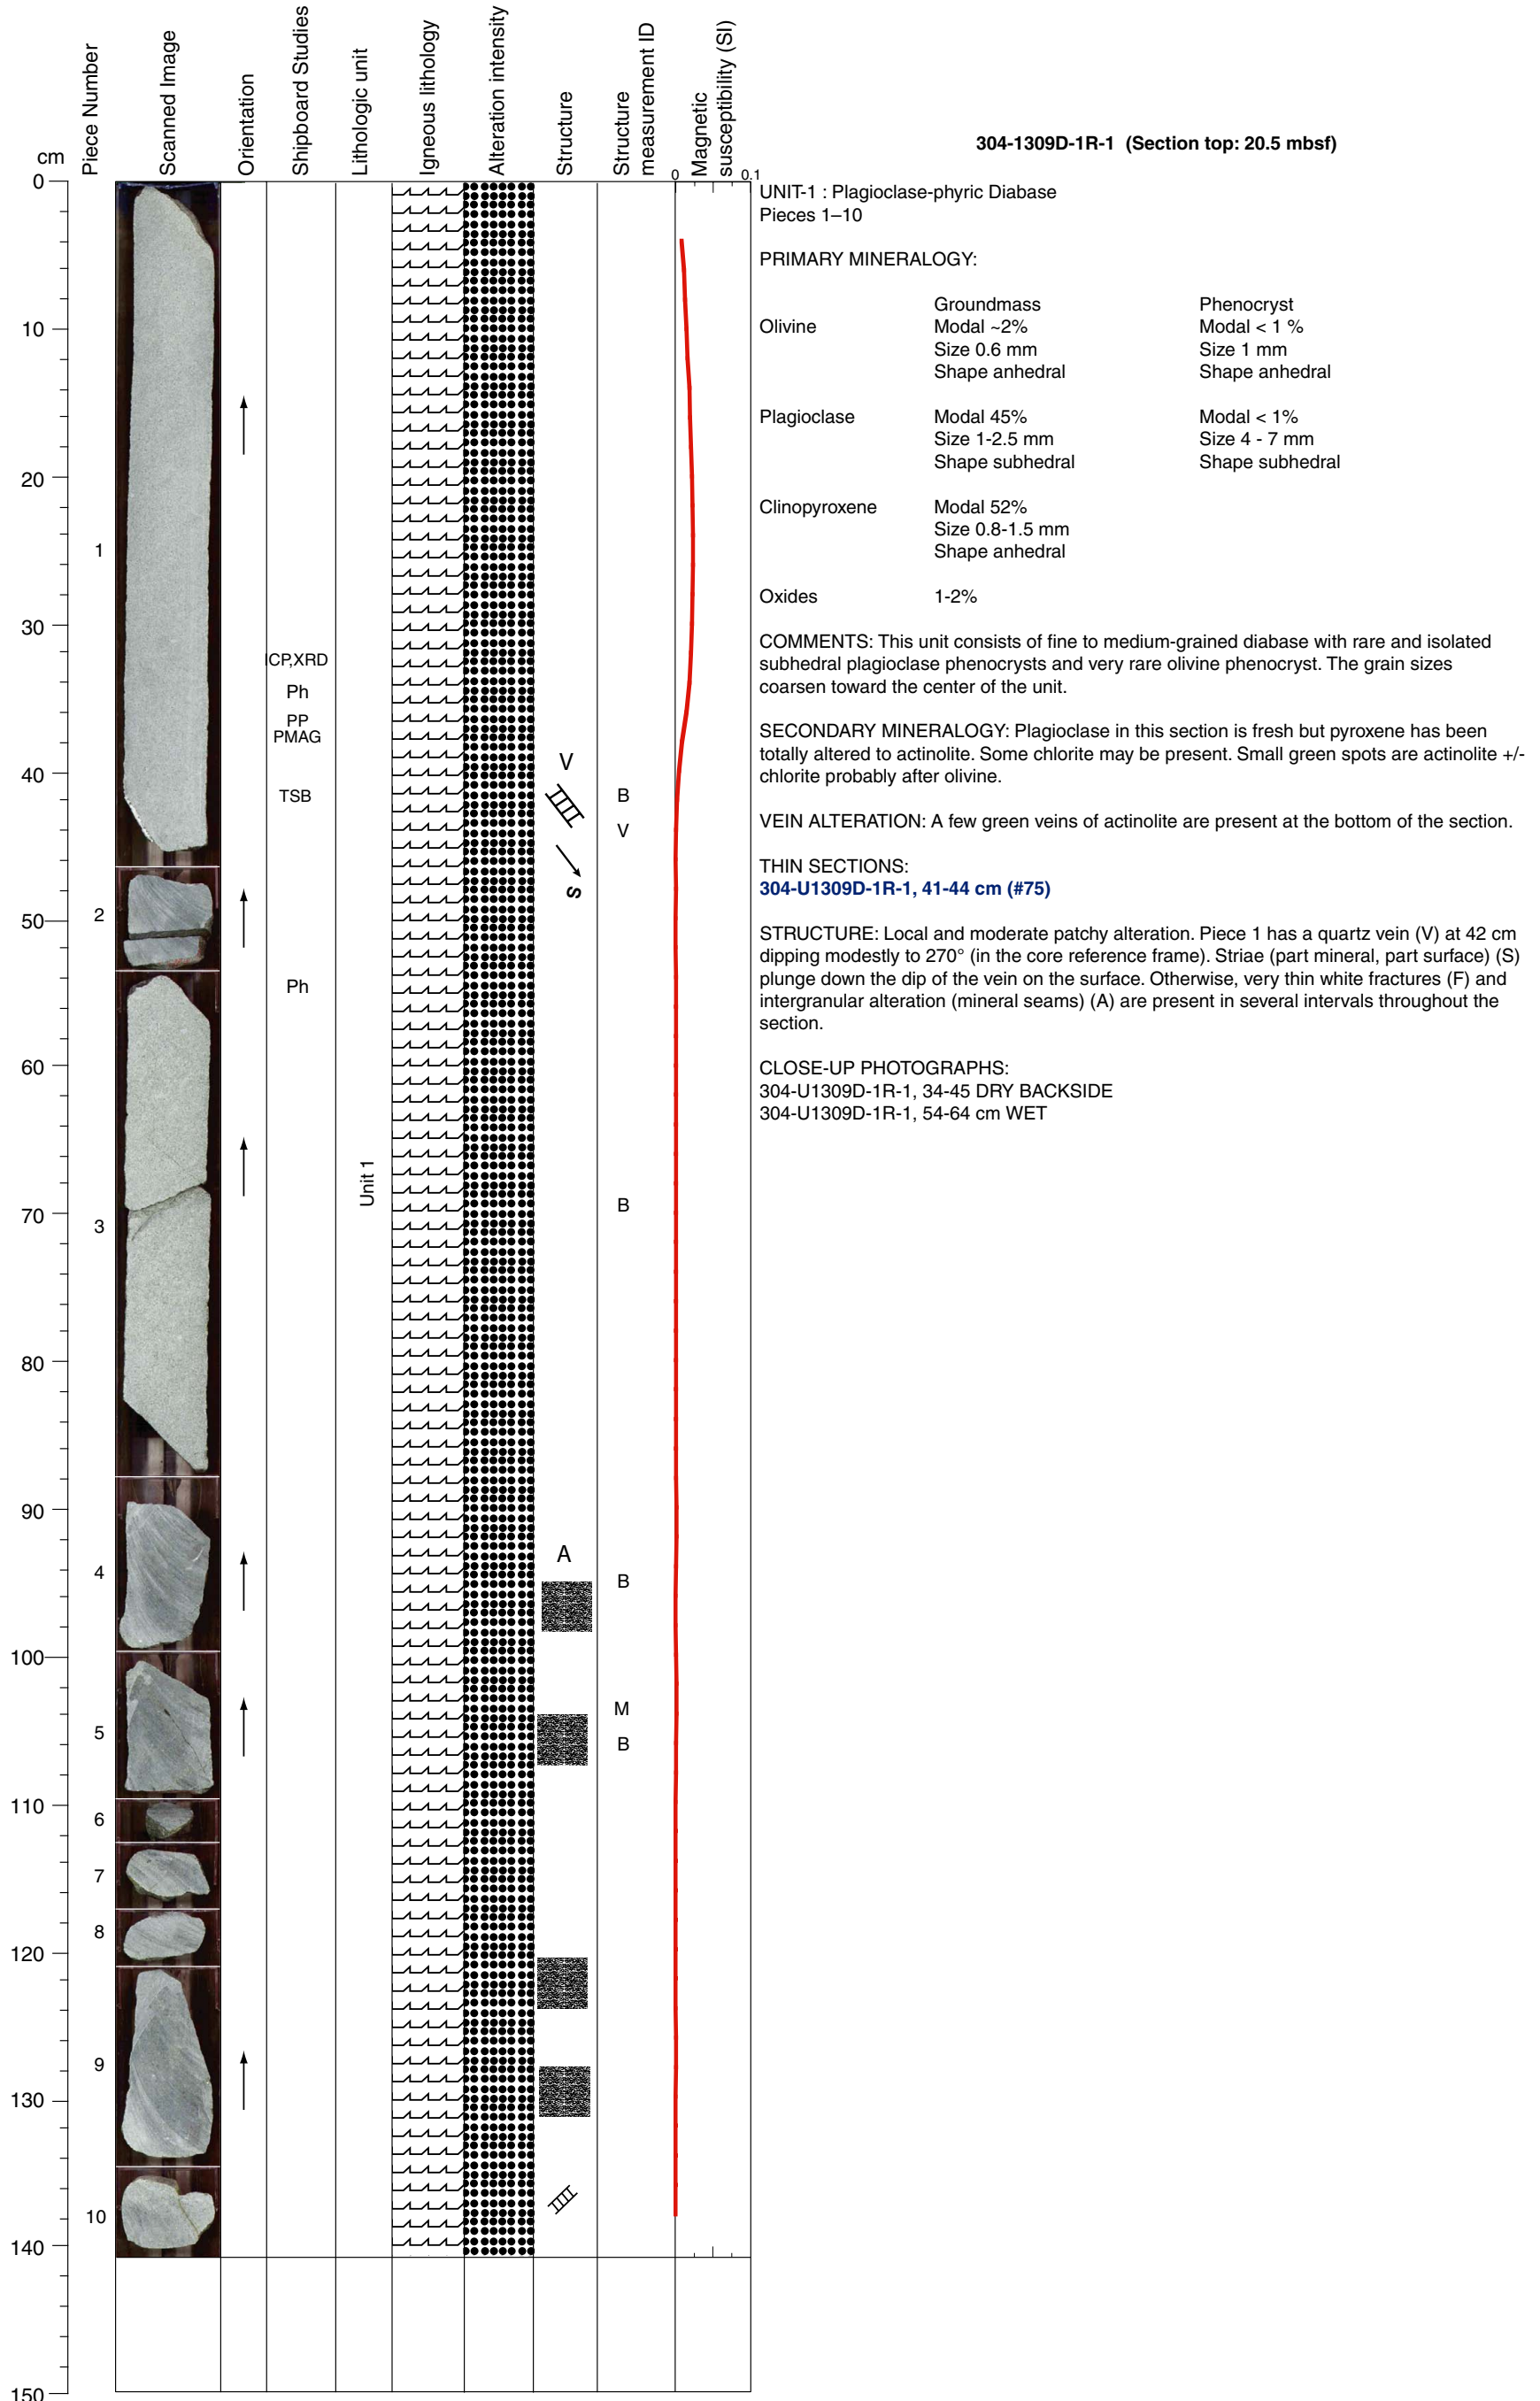 cm
Piece Number
Scanned Image
Orientation
Shipboard Studies
Lithologic unit
Igneous lithology
Alteration intensity
Structure
Structure
measurement ID
Magnetic
susceptibility (SI)
0 0.1
0
10
20
30
40
50
60
70
80
90
100
110
120
130
140
150
1
2
3
4
5
6
7
8
9
10
ICP,XRD
Ph
PP
PMAG
TSB
Ph
Unit 1
V
S
A
B
V
B
B
M
B
304-1309D-1R-1 (Section top: 20.5 mbsf)
UNIT-1 : Plagioclase-phyric Diabase
Pieces 1–10
PRIMARY MINERALOGY:
Groundmass Phenocryst
Olivine Modal ~2% Modal < 1 %
Size 0.6 mm Size 1 mm
Shape anhedral Shape anhedral
Plagioclase Modal 45% Modal < 1%
Size 1-2.5 mm Size 4 - 7 mm
Shape subhedral Shape subhedral
Clinopyroxene Modal 52%
Size 0.8-1.5 mm
Shape anhedral
Oxides 1-2%
COMMENTS: This unit consists of fine to medium-grained diabase with rare and isolated
subhedral plagioclase phenocrysts and very rare olivine phenocryst. The grain sizes
coarsen toward the center of the unit.
SECONDARY MINERALOGY: Plagioclase in this section is fresh but pyroxene has been
totally altered to actinolite. Some chlorite may be present. Small green spots are actinolite +/-
chlorite probably after olivine.
VEIN ALTERATION: A few green veins of actinolite are present at the bottom of the section.
THIN SECTIONS:
304-U1309D-1R-1, 41-44 cm (#75)
STRUCTURE: Local and moderate patchy alteration. Piece 1 has a quartz vein (V) at 42 cm
dipping modestly to 270° (in the core reference frame). Striae (part mineral, part surface) (S)
plunge down the dip of the vein on the surface. Otherwise, very thin white fractures (F) and
intergranular alteration (mineral seams) (A) are present in several intervals throughout the
section.
CLOSE-UP PHOTOGRAPHS:
304-U1309D-1R-1, 34-45 DRY BACKSIDE
304-U1309D-1R-1, 54-64 cm WET